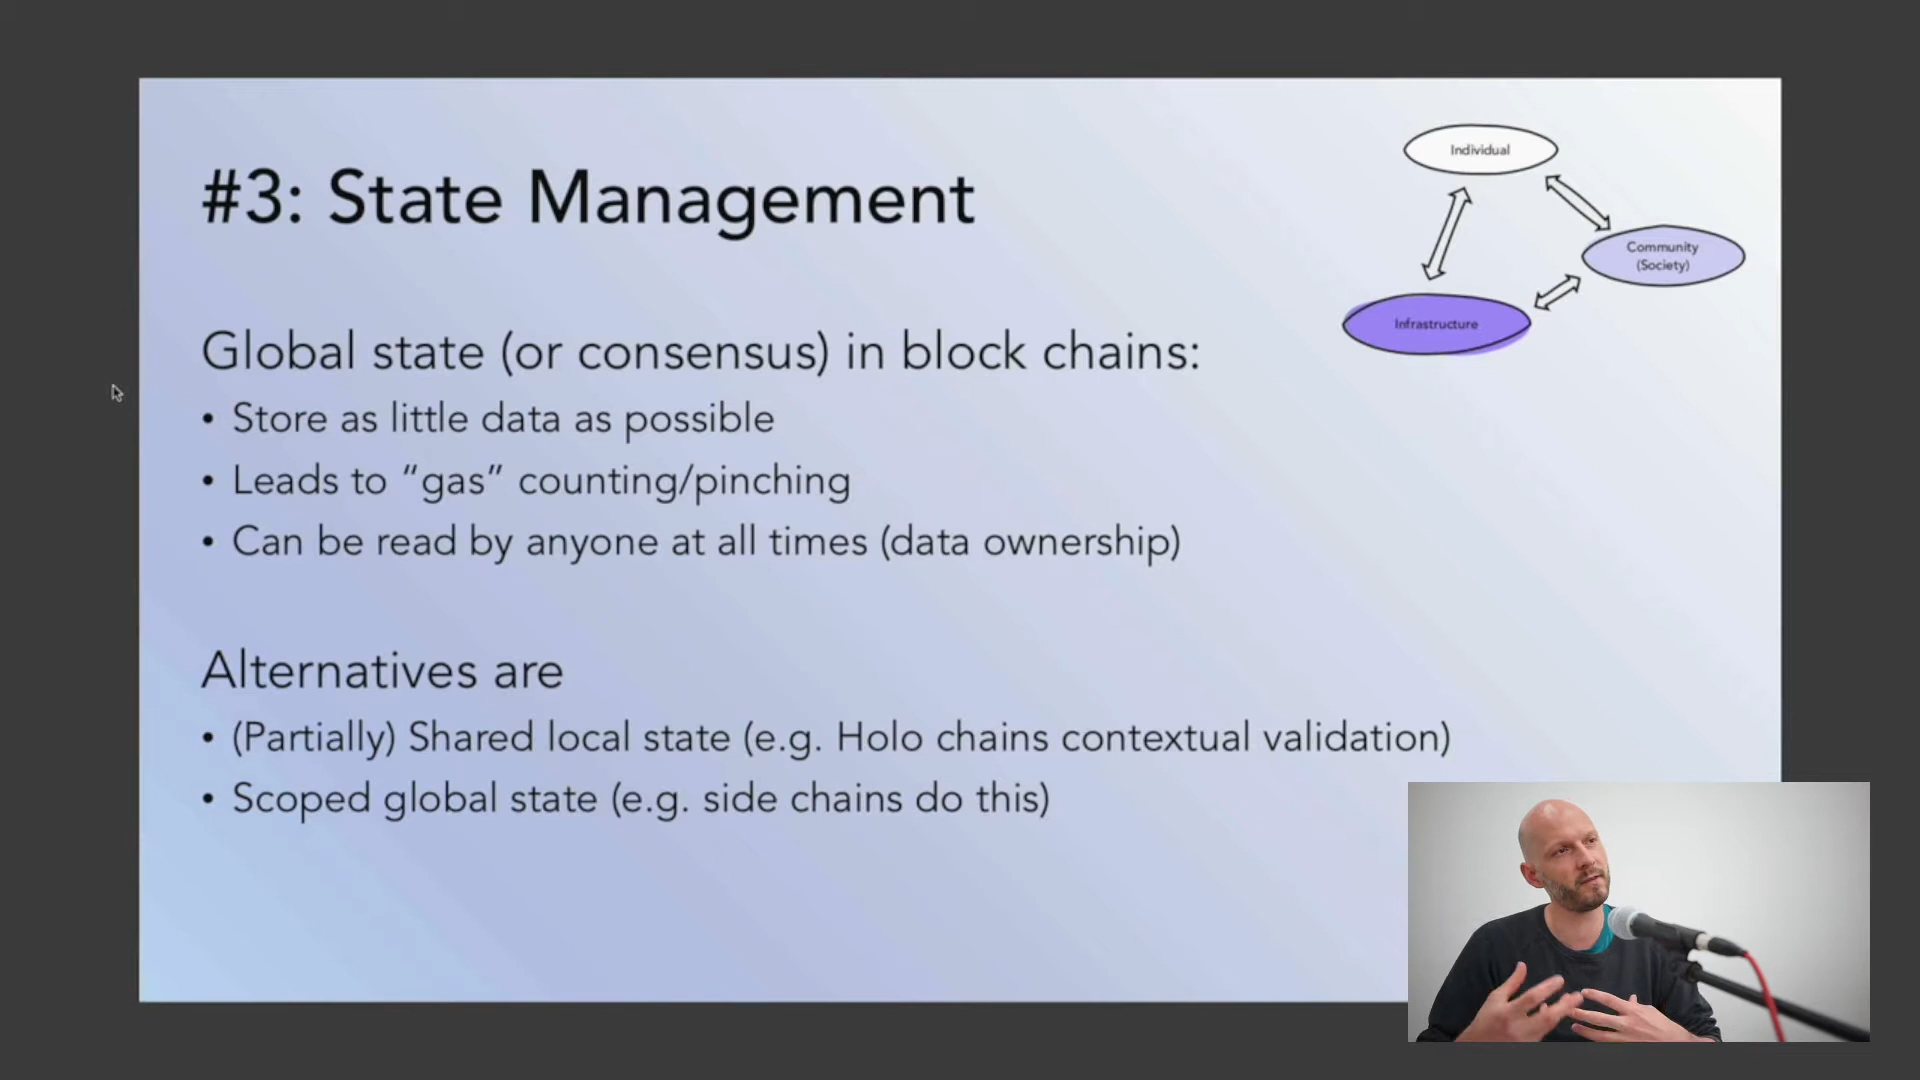 #3: State Management
Individual
Community
(Society)
Infrastructure
Global state (or consensus) in block chains:
• Store as little data as possible
• Leads to “gas” counting/pinching
• Can be read by anyone at all times (data ownership)
Alternatives are
• (Partially) Shared local state (e.g. Holo chains contextual validation)
• Scoped global state (e.g. side chains do this)